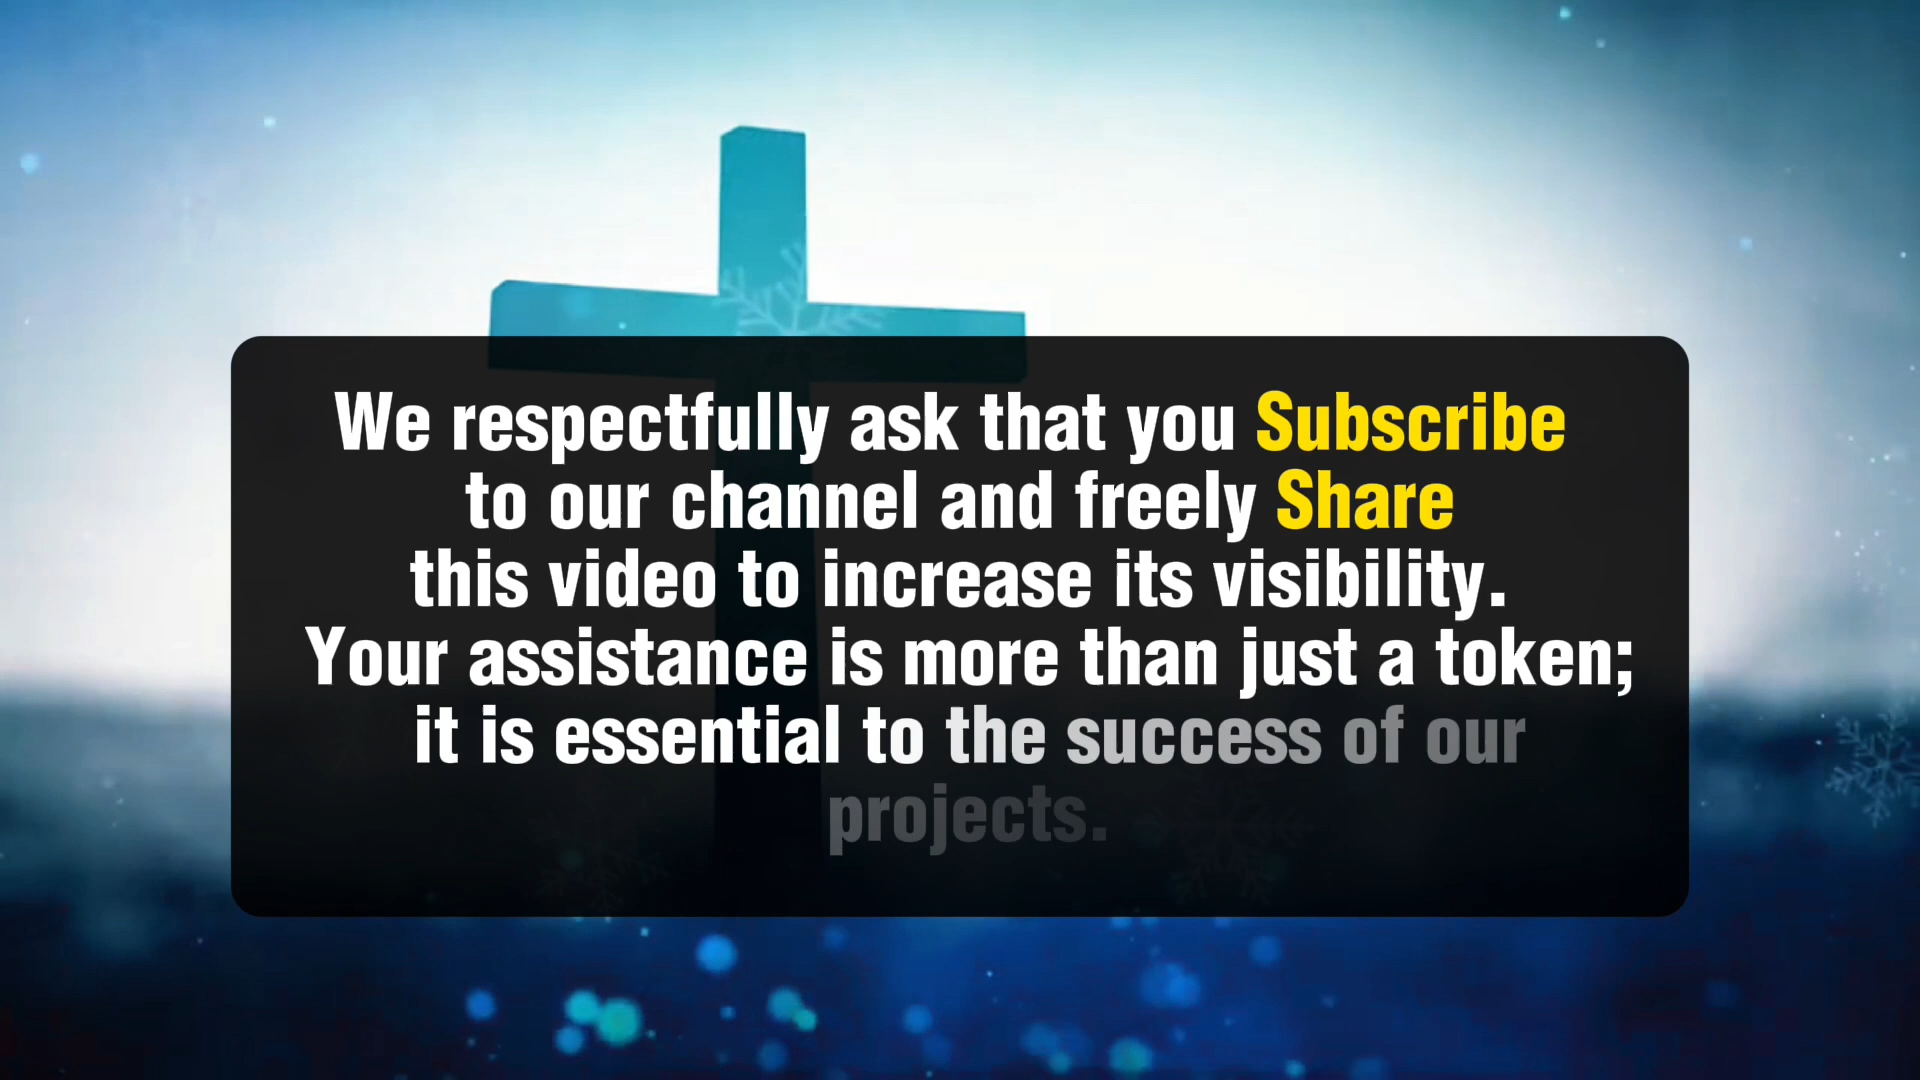 We respectfully ask that you Subscribe
to our channel and freely Share
this video to increase its visibility.
Your assistance is more than just a token;
it is essential to the success of our
projects.